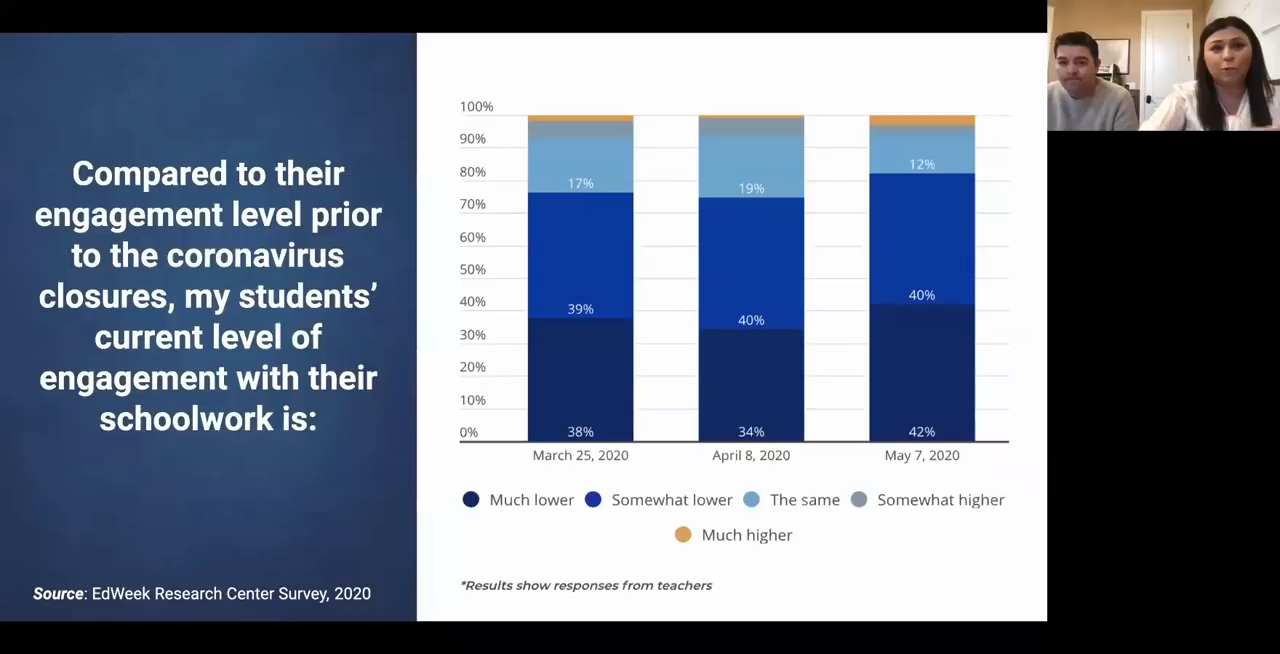 Compared to their
engagement level prior
to the coronavirus
closures, my students’
current level of
engagement with their
schoolwork is:
Source: EdWeek Research Center Survey, 2020
100%
90%
80%
70%
60%
50%
40%
30%
20%
10%
0%
17%
39%
38%
19%
40%
34%
12%
40%
42%
March 25, 2020
April 8, 2020
May 7, 2020
Much lower
Somewhat lower
The same
Somewhat higher
Much higher
*Results show responses from teachers